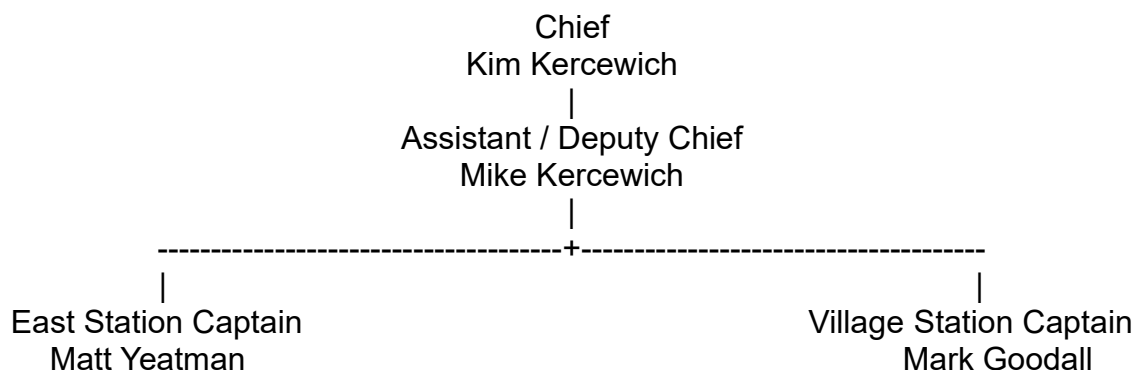 Chief
Kim Kercewich
|
Assistant / Deputy Chief
Mike Kercewich
|
--------------------------------------+--------------------------------------
| |
East Station Captain Village Station Captain
Matt Yeatman Mark Goodall